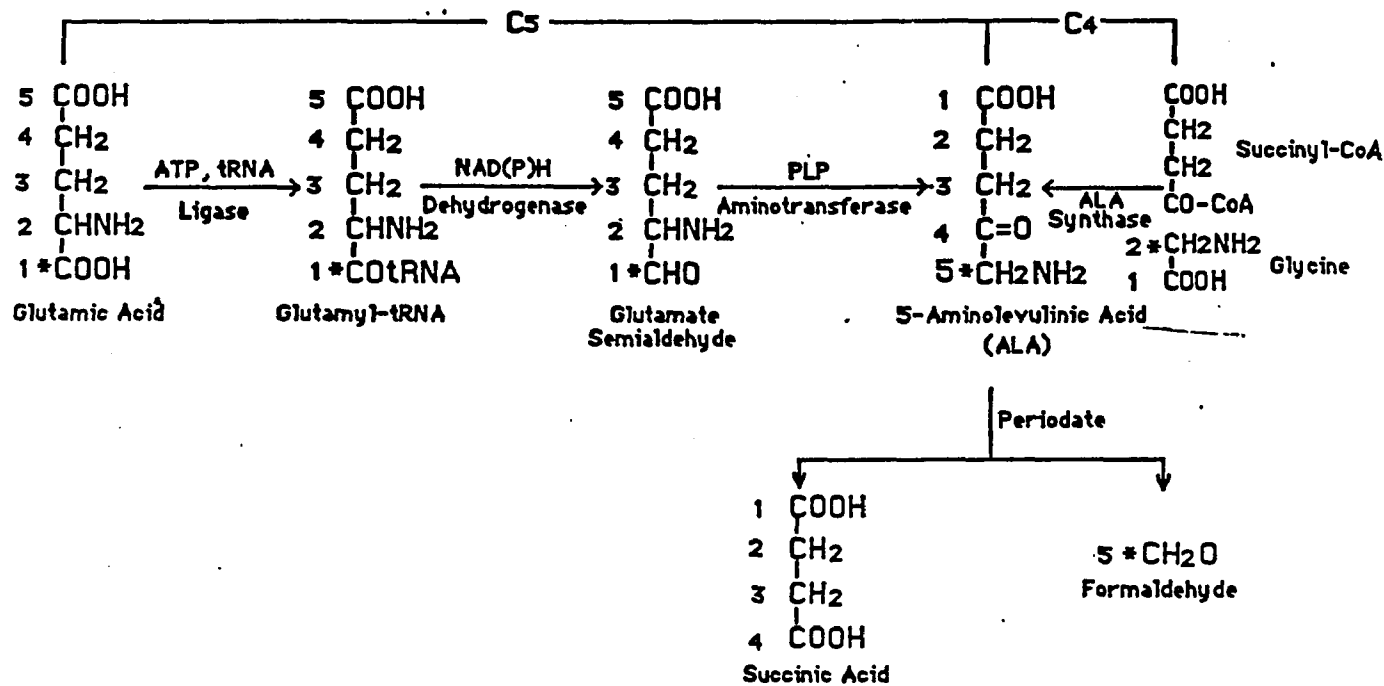 C5
C4
5 COOH
4 CH2
3 CH2
2 CHNH2
1 *COOH
Glutamic Acid
ATP, tRNA
Ligase
5 COOH
4 CH2
3 CH2
2 CHNH2
1 *COtRNA
Glutamyl-tRNA
NAD(P)H
Dehydrogenase
5 COOH
4 CH2
3 CH2
2 CHNH2
1 *CHO
Glutamate
Semialdehyde
PLP
Aminotransferase
1 COOH
2 CH2
3 CH2
4 C=O
5 *CH2NH2
5-Aminolevulinic Acid
(ALA)
ALA
Synthase
COOH
CH2
CH2
CO-CoA
Succinyl-CoA
2 *CH2NH2
1 COOH
Glycine
Periodate
1 COOH
2 CH2
3 CH2
4 COOH
Succinic Acid
5 *CH2O
Formaldehyde